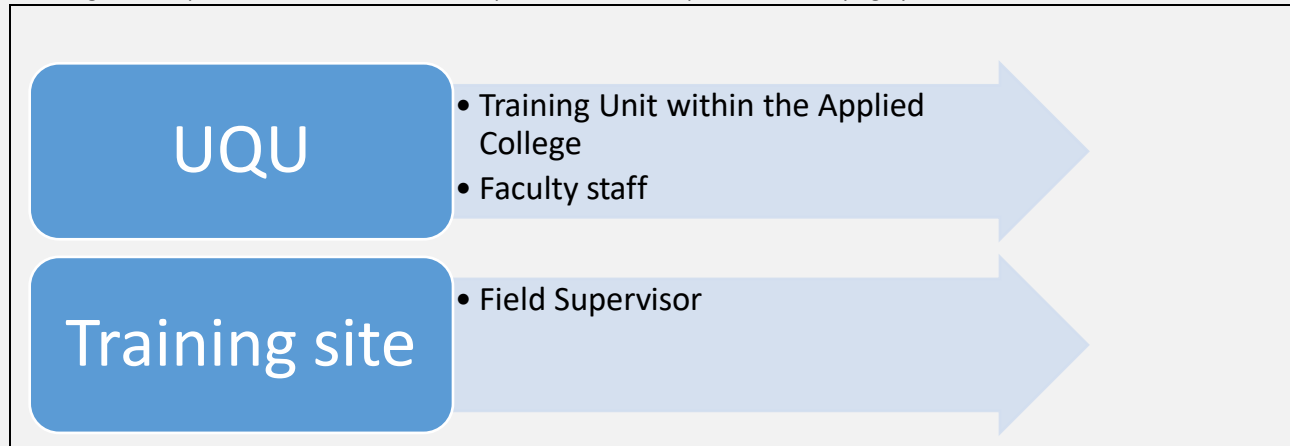 UQU
• Training Unit within the Applied
College
• Faculty staff
Training site
• Field Supervisor